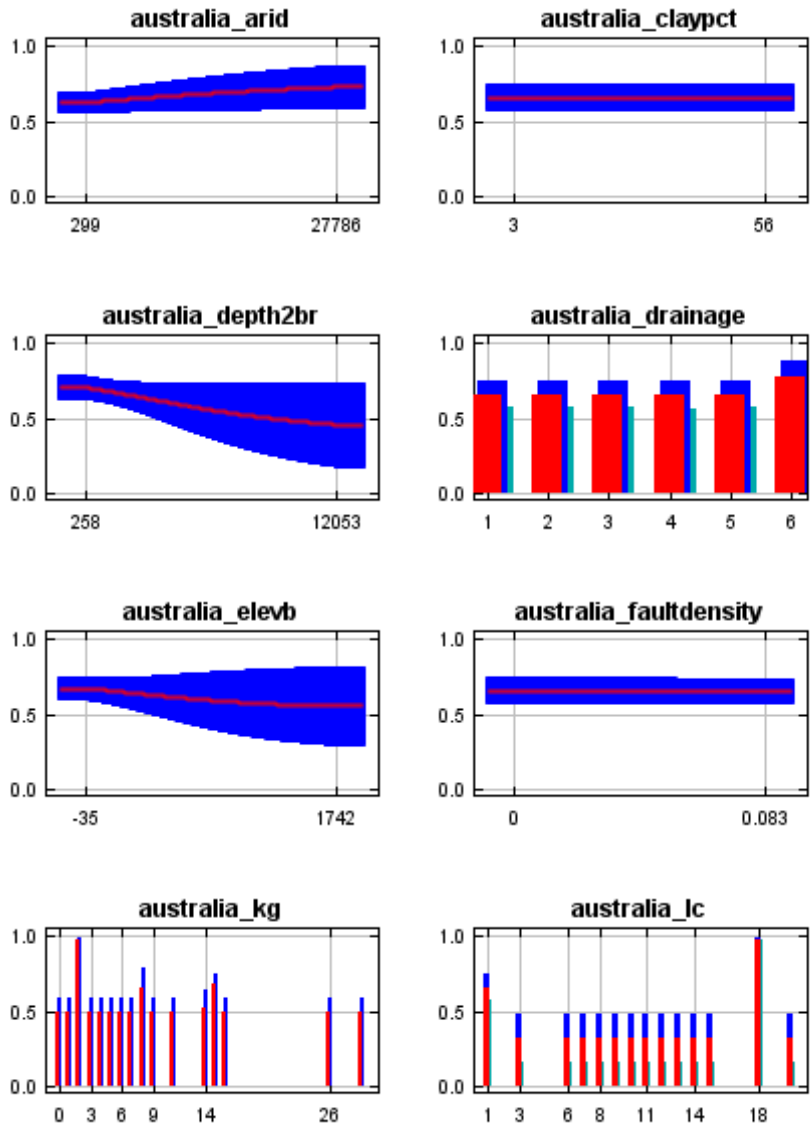 australia_arid australia_claypct
1.0 1.0
0.5 0.5
0.0 0.0
299 27786 3 56
australia_depth2br australia_drainage
1.0 1.0
0.5 0.5
0.0 0.0
258 12053 1 2 3 4 5 6
australia_elevb australia_faultdensity
1.0 1.0
0.5 0.5
0.0 0.0
-35 1742 0 0.083
australia_kg australia_lc
1.0 1.0
0.5 0.5
0.0 0.0
0 3 6 9 14 26 1 3 6 8 11 14 18